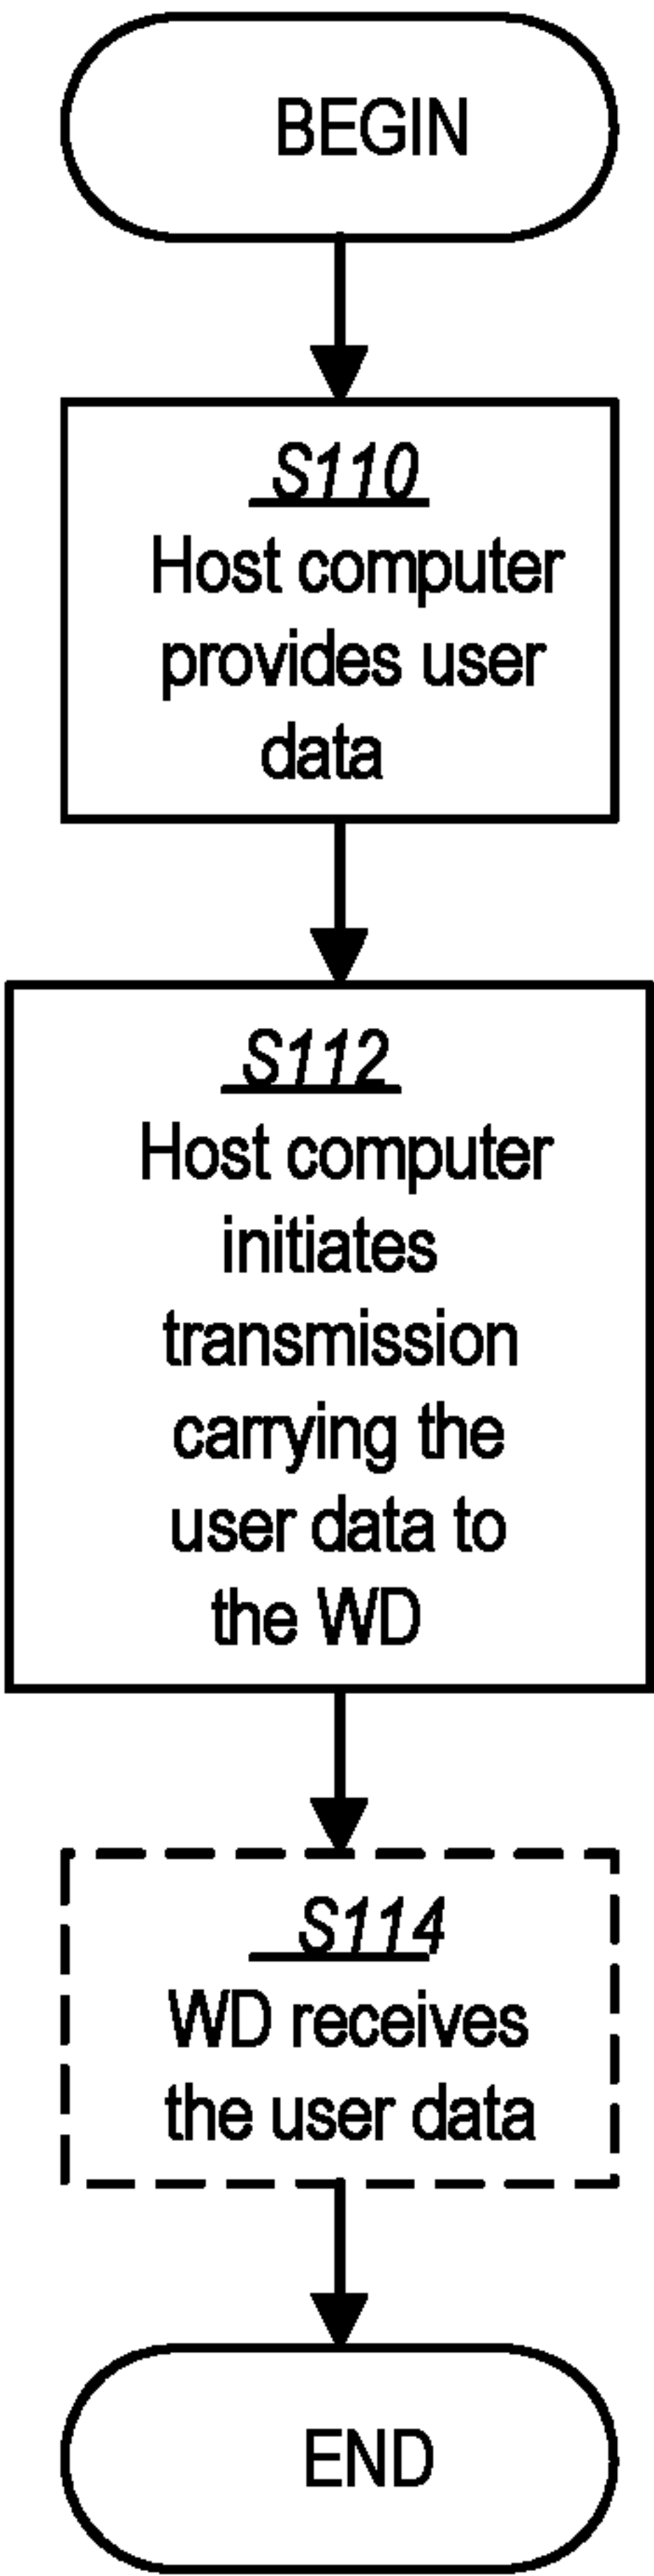 BEGIN
S110
Host computer
provides user
data
S112
Host computer
initiates
transmission
carrying the
user data to
the WD
S114
WD receives
the user data
END